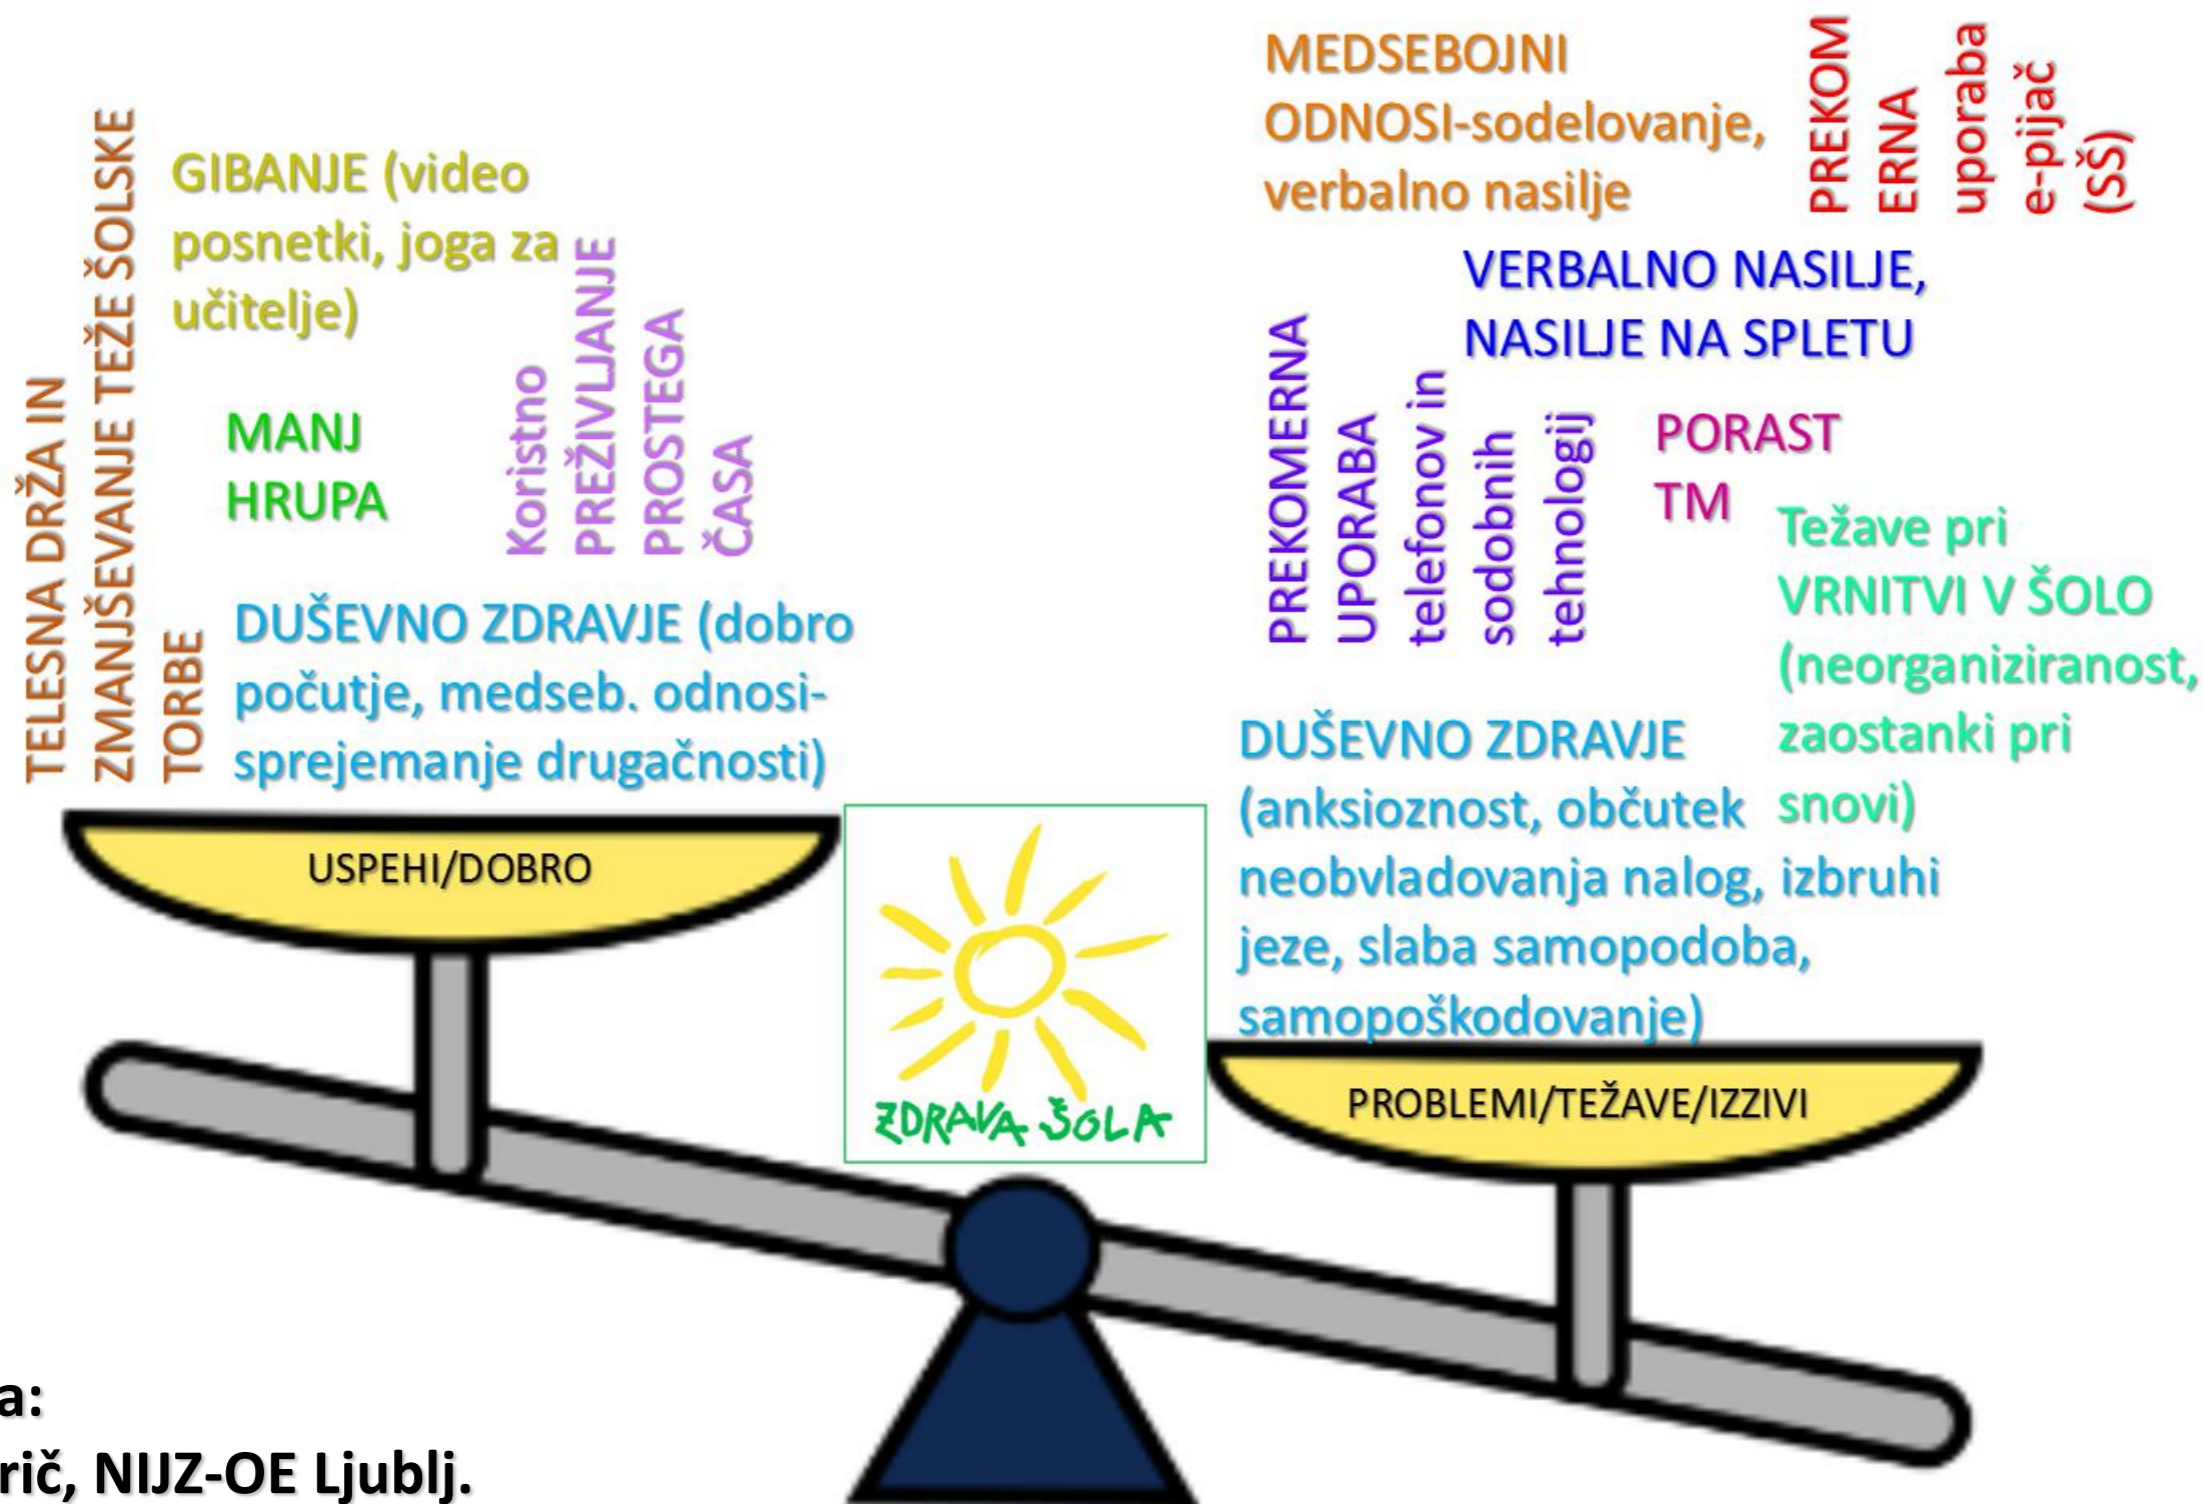 TELESNA DRŽA IN
ZMANJŠEVANJE TEŽE ŠOLSKE
TORBE
GIBANJE (video
posnetki, joga za
učitelje)
MANJ
HRUPA
Koristno
PREŽIVLJANJE
PROSTEGA
ČASA
DUŠEVNO ZDRAVJE (dobro
počutje, medseb. odnosi-
sprejemanje drugačnosti)
USPEHI/DOBRO
ZDRAVA ŠOLA
MEDSEBOJNI
ODNOSI-sodelovanje,
verbalno nasilje
PREKOM
ERNA
uporaba
e-pijač
(SŠ)
VERBALNO NASILJE,
NASILJE NA SPLETU
PREKOMERNA
UPORABA
telefonov in
sodobnih
tehnologij
PORAST
TM
Težave pri
VRNITVI V ŠOLO
(neorganiziranost,
zaostanki pri
snovi)
DUŠEVNO ZDRAVJE
(anksioznost, občutek
neobvladovanja nalog, izbruhi
jeze, slaba samopodoba,
samopoškodovanje)
PROBLEMI/TEŽAVE/IZZIVI
a:
rič, NIJZ-OE Ljublj.